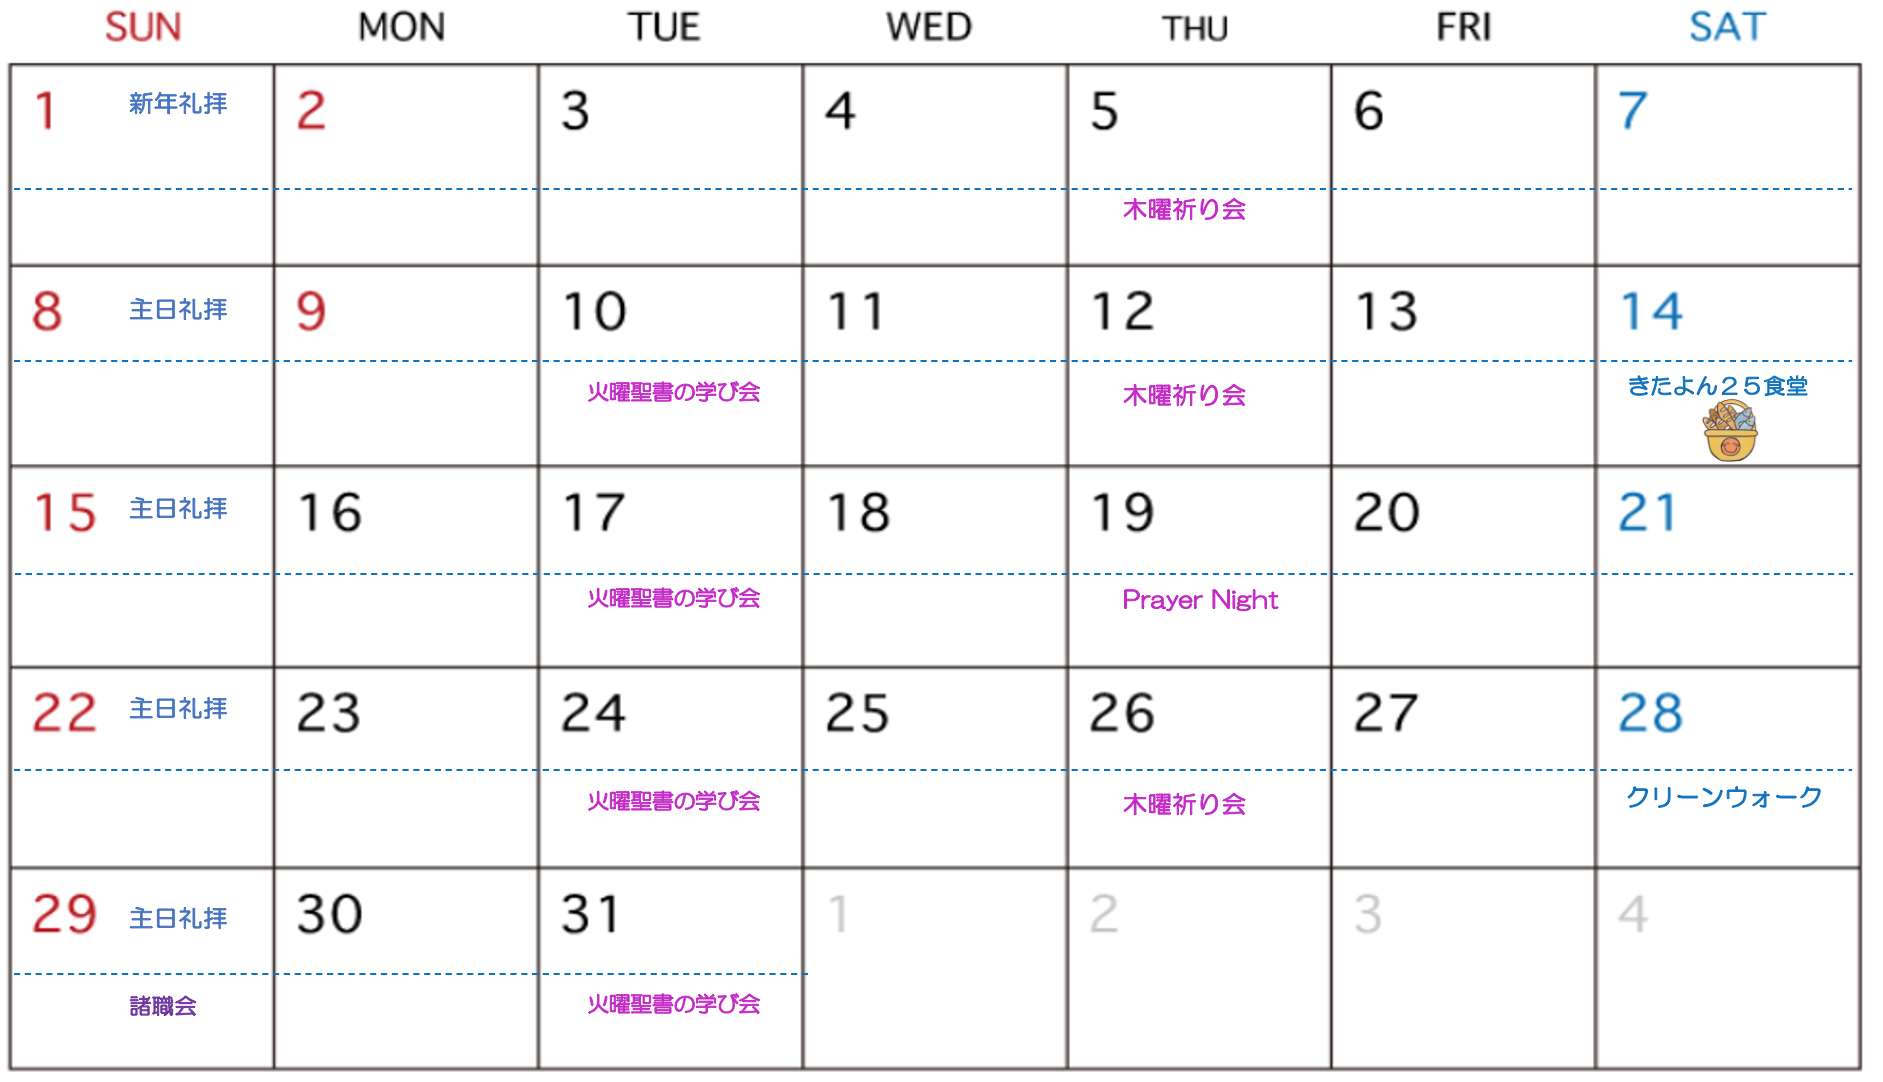 SUN MON TUE WED THU FRI SAT
1 新年礼拝 2 3 4 5 6 7
木曜祈り会
8 主日礼拝 9 10 11 12 13 14
火曜聖書の学び会 木曜祈り会 きたよん２５食堂
15 主日礼拝 16 17 18 19 20 21
火曜聖書の学び会 Prayer Night
22 主日礼拝 23 24 25 26 27 28
火曜聖書の学び会 木曜祈り会 クリーンウォーク
29 主日礼拝 30 31 1 2 3 4
諸職会 火曜聖書の学び会